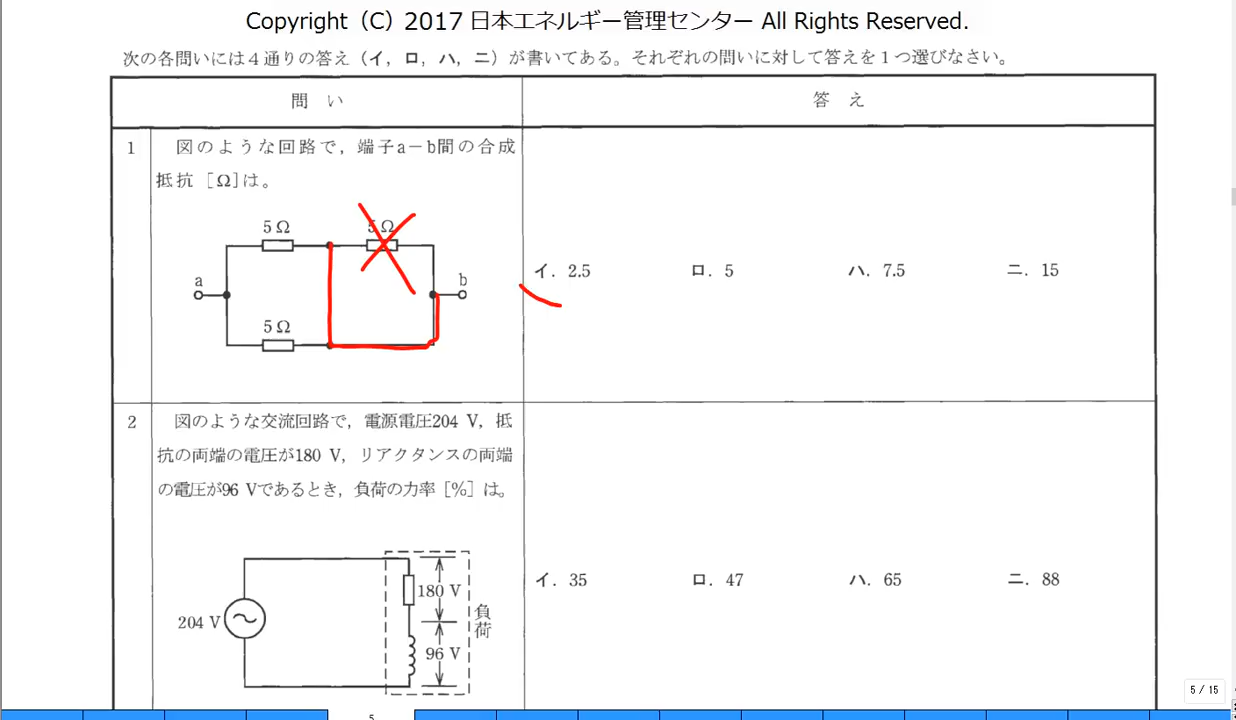 Copyright（C）2017 日本エネルギー管理センター All Rights Reserved.
次の各問いには４通りの答え（イ，ロ，ハ，ニ）が書いてある。それぞれの問いに対して答えを１つ選びなさい。
問　い
答　え
1
図のような回路で，端子a－b間の合成
抵抗［Ω］は。
5 Ω
5 Ω
a
b
5 Ω
イ．2.5
ロ．5
ハ．7.5
ニ．15
2
図のような交流回路で，電源電圧204 V，抵
抗の両端の電圧が180 V，リアクタンスの両端
の電圧が96 Vであるとき，負荷の力率［％］は。
204 V
180 V
96 V
負荷
イ．35
ロ．47
ハ．65
ニ．88
5 / 15
5